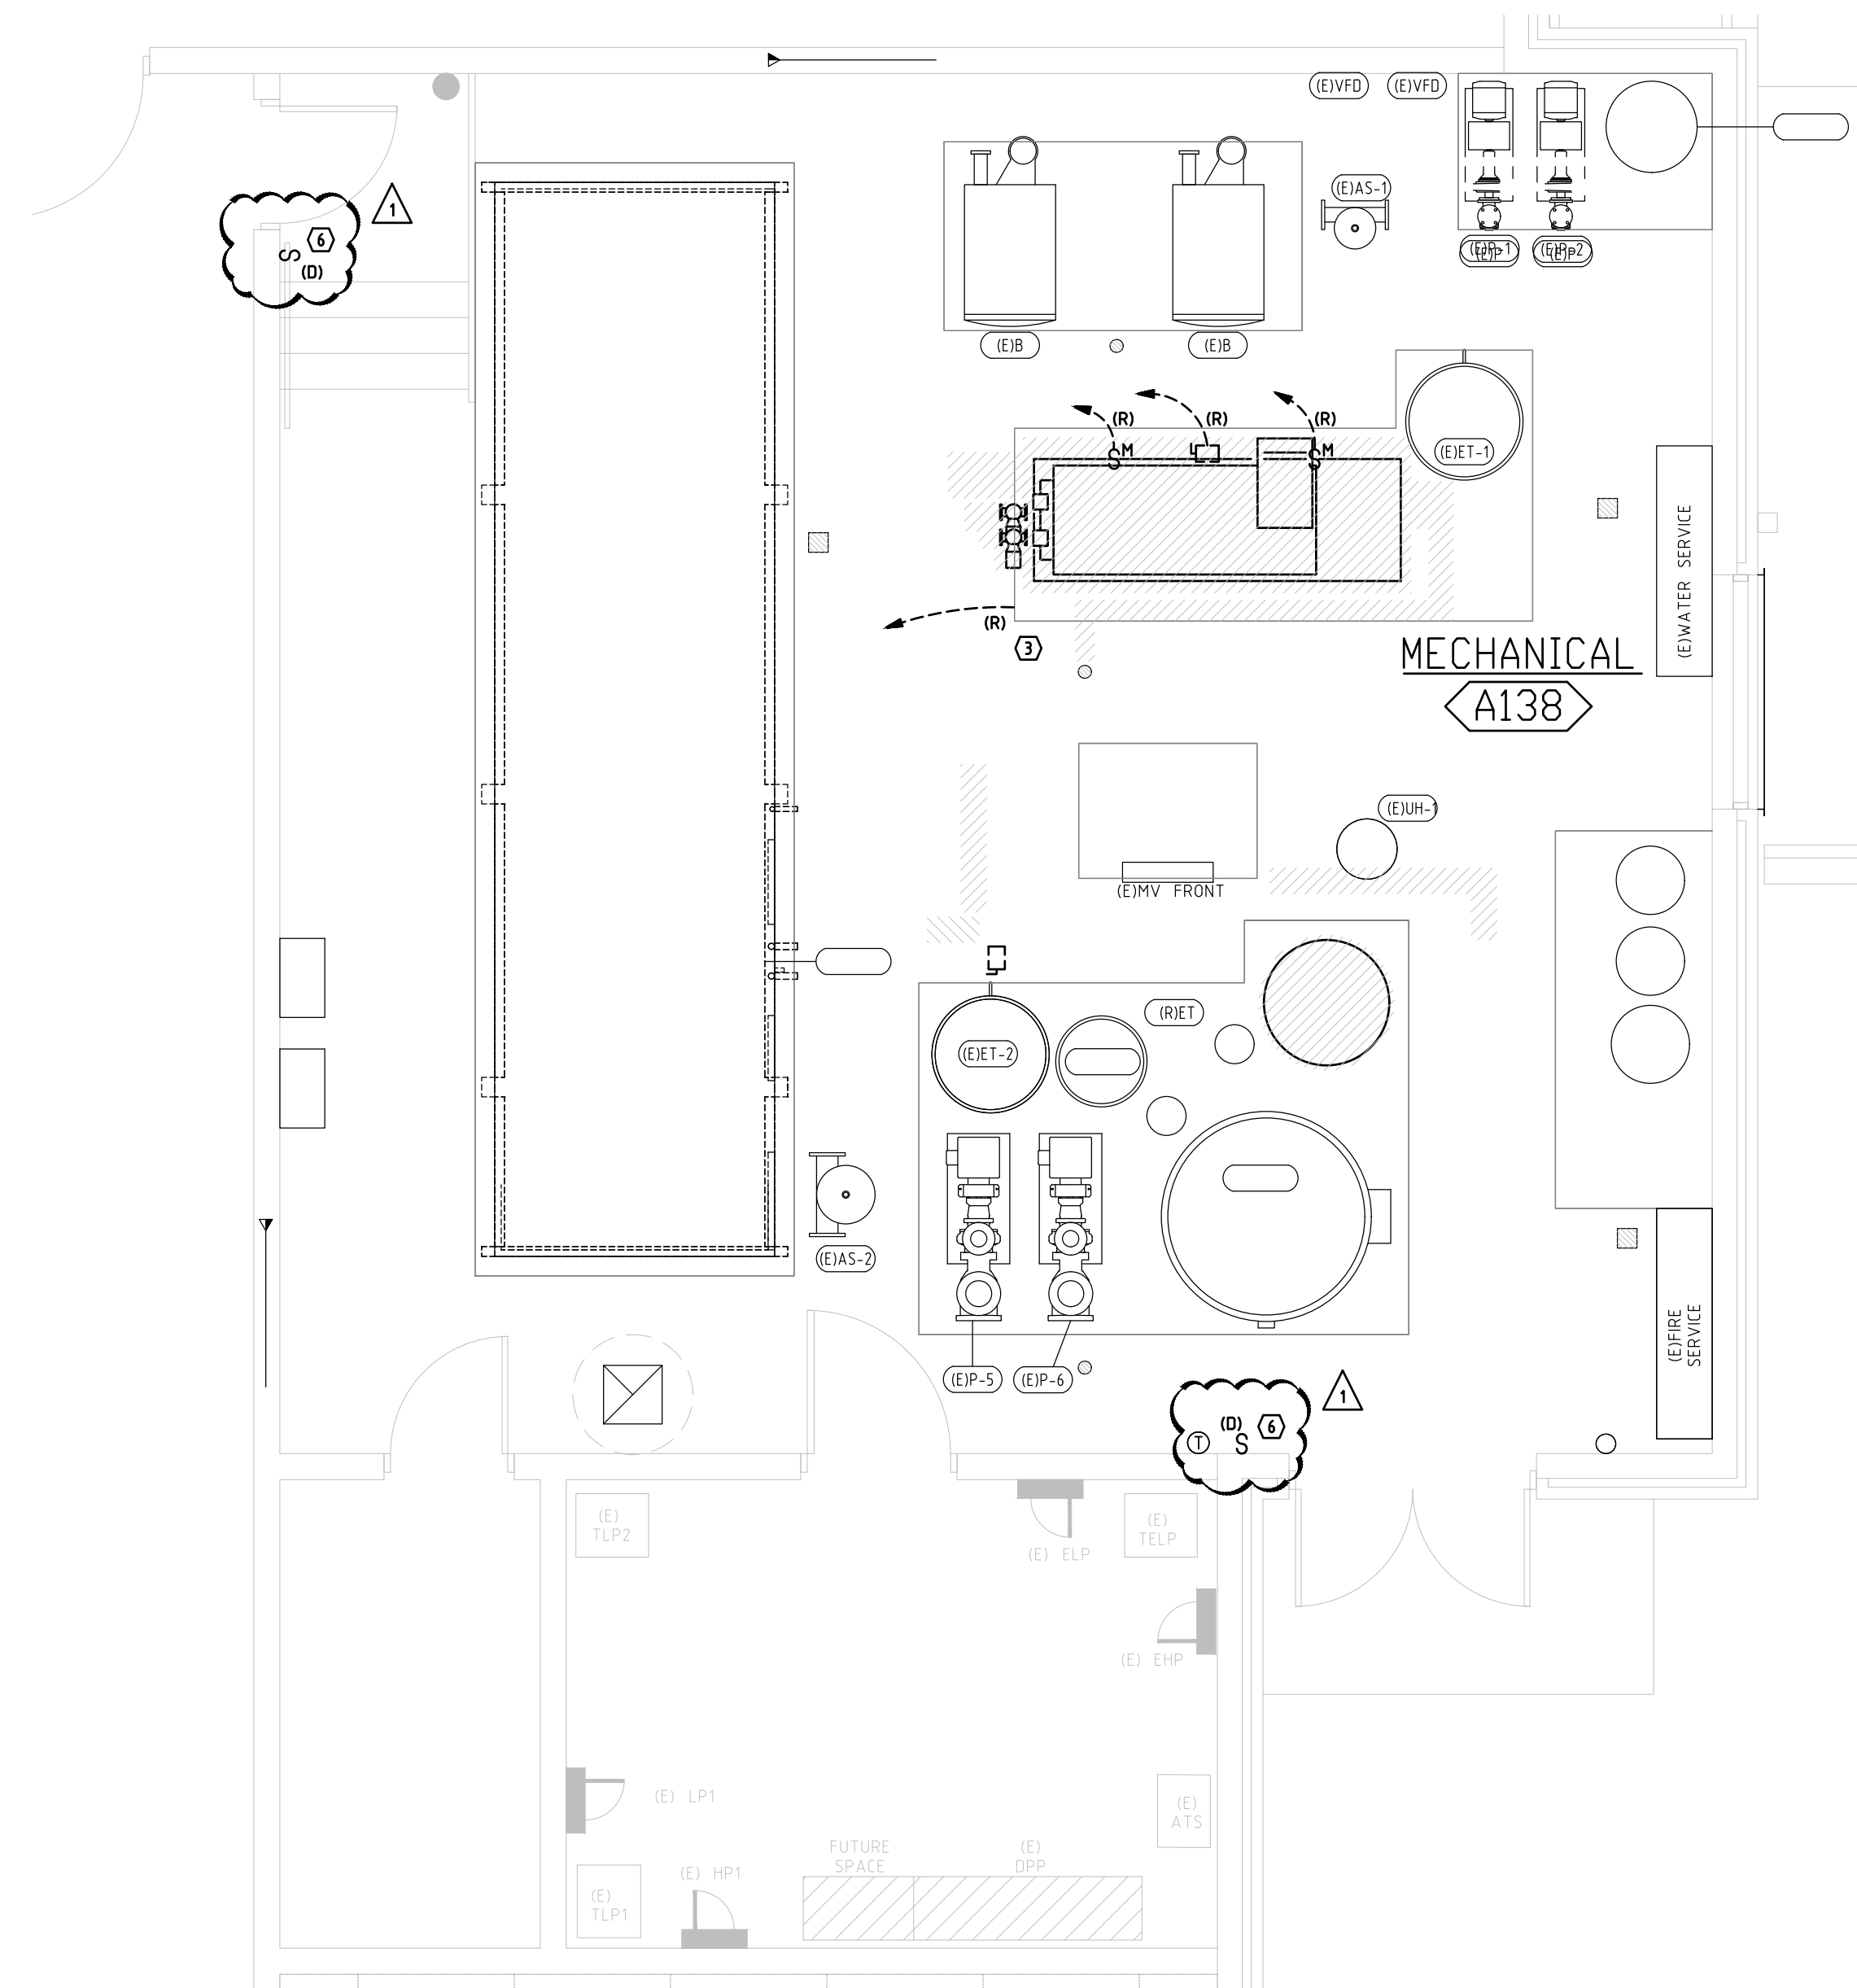 (E)VFD
(E)VFD
(E)AS-1
1
6
S
(D)
(E)P-1
(E)P
(E)P-2
(E)P
(E)B
(E)B
(R)
(R)
(R)
S M
S M
(E)ET-1
(E)WATER SERVICE
(R)
3
MECHANICAL
A138
(E)UH-1
(E)MV FRONT
(R)ET
(E)ET-2
(E)AS-2
(E)FIRE
SERVICE
(E)P-5
(E)P-6
1
(D)
6
T
S
(E)
TLP2
(E)
TELP
(E) ELP
(E) EHP
(E) LP1
(E)
ATS
FUTURE
SPACE
(E)
DPP
(E) HP1
(E)
TLP1